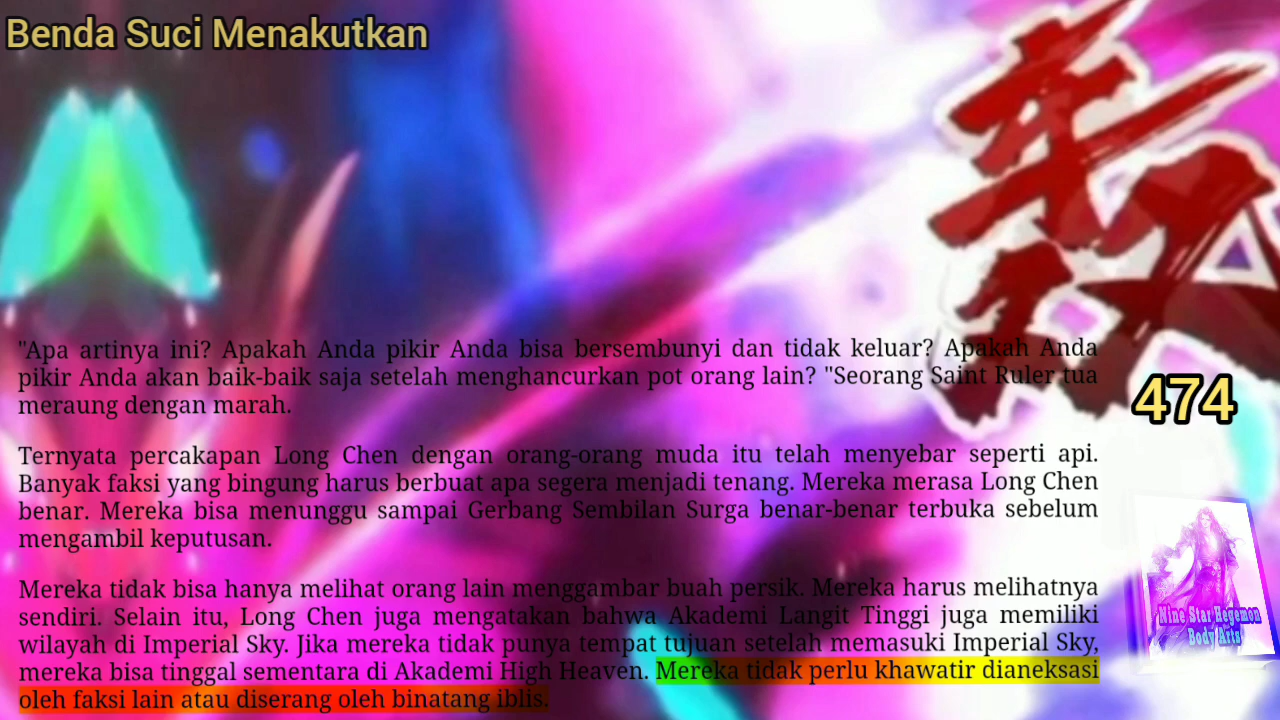 Benda Suci Menakutkan
"Apa artinya ini? Apakah Anda pikir Anda bisa bersembunyi dan tidak keluar? Apakah Anda
pikir Anda akan baik-baik saja setelah menghancurkan pot orang lain? "Seorang Saint Ruler tua
meraung dengan marah.
474
Ternyata percakapan Long Chen dengan orang-orang muda itu telah menyebar seperti api.
Banyak faksi yang bingung harus berbuat apa segera menjadi tenang. Mereka merasa Long Chen
benar. Mereka bisa menunggu sampai Gerbang Sembilan Surga benar-benar terbuka sebelum
mengambil keputusan.
Mereka tidak bisa hanya melihat orang lain menggambar buah persik. Mereka harus melihatnya
sendiri. Selain itu, Long Chen juga mengatakan bahwa Akademi Langit Tinggi juga memiliki
wilayah di Imperial Sky. Jika mereka tidak punya tempat tujuan setelah memasuki Imperial Sky,
mereka bisa tinggal sementara di Akademi High Heaven. Mereka tidak perlu khawatir dianeksasi
oleh faksi lain atau diserang oleh binatang iblis.
Nine Star Hegemon
Body Arts